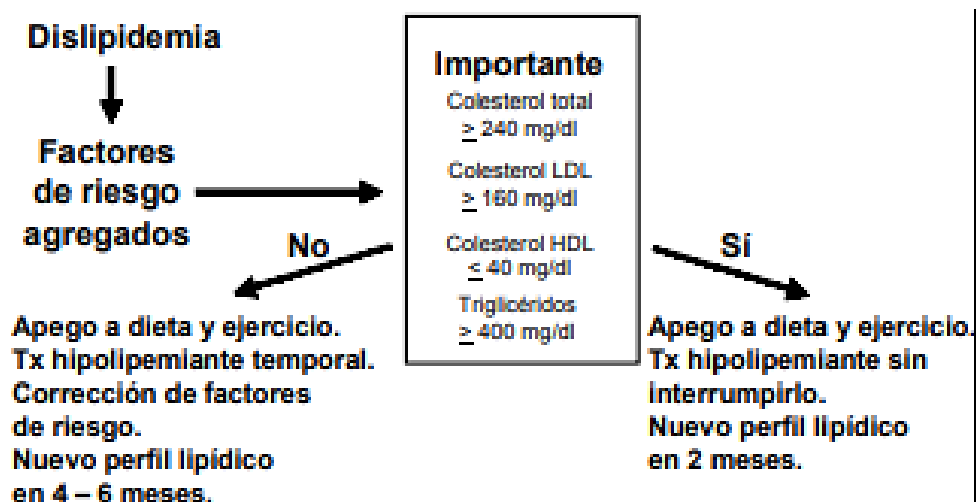 Dislipidemia
Factores
de riesgo
agregados
Importante
Colesterol total
≥ 240 mg/dl
Colesterol LDL
≥ 160 mg/dl
Colesterol HDL
≤ 40 mg/dl
Triglicéridos
≥ 400 mg/dl
No
Apego a dieta y ejercicio.
Tx hipolipemiante temporal.
Corrección de factores
de riesgo.
Nuevo perfil lipídico
en 4 – 6 meses.
Sí
Apego a dieta y ejercicio.
Tx hipolipemiante sin
interrumpirlo.
Nuevo perfil lipídico
en 2 meses.